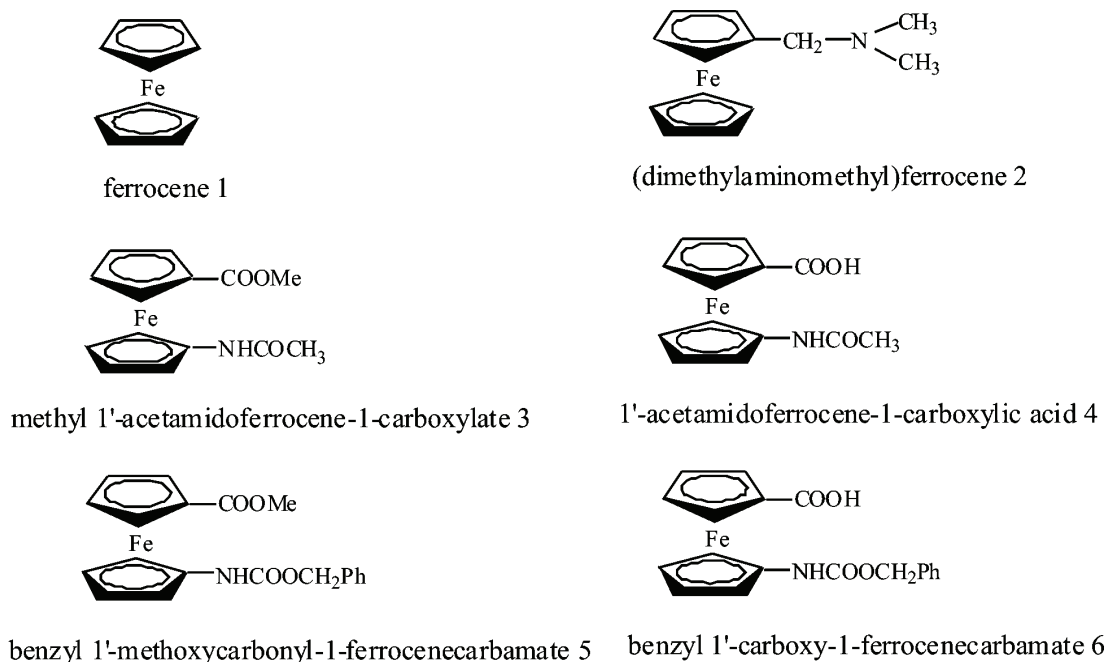 Fe
ferrocene 1
CH₂ N CH₃
CH₃
Fe
(dimethylaminomethyl)ferrocene 2
COOMe
Fe
NHCOCH₃
methyl 1'-acetamidoferrocene-1-carboxylate 3
COOH
Fe
NHCOCH₃
1'-acetamidoferrocene-1-carboxylic acid 4
COOMe
Fe
NHCOOCH₂Ph
benzyl 1'-methoxycarbonyl-1-ferrocenecarbamate 5
COOH
Fe
NHCOOCH₂Ph
benzyl 1'-carboxy-1-ferrocenecarbamate 6